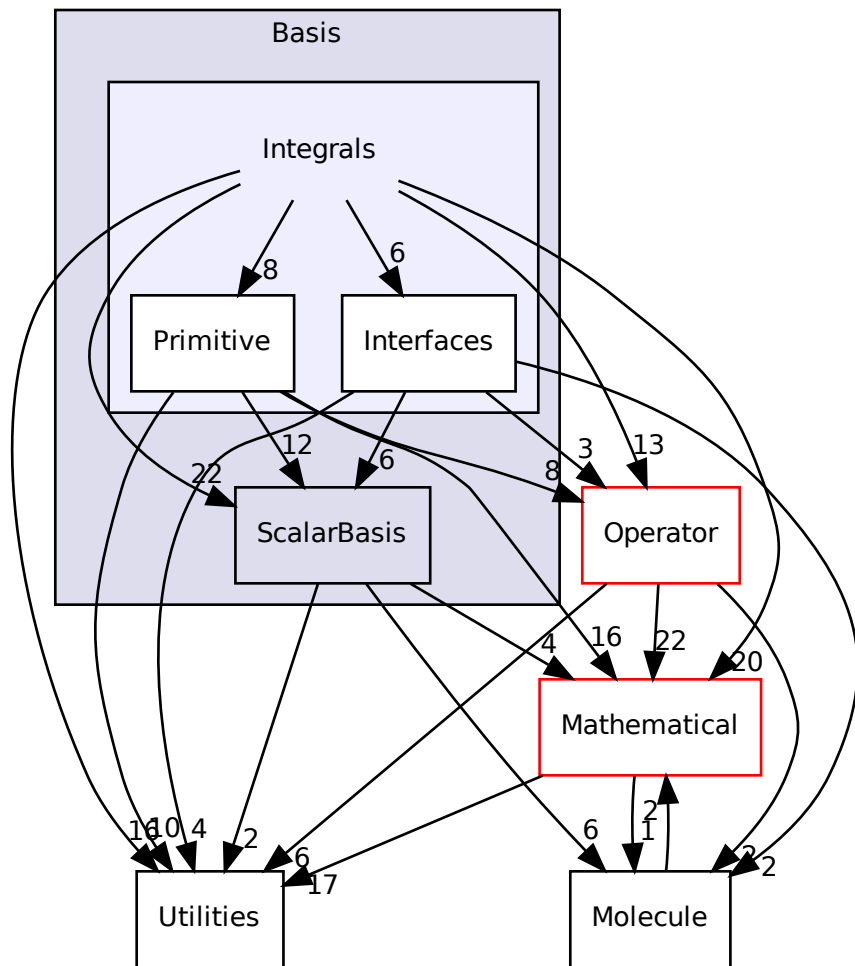 Basis
Integrals
8
6
Primitive
Interfaces
12
6
3
13
22
8
ScalarBasis
Operator
4
16
22
20
Mathematical
16
10
4
2
6
17
6
2
1
2
2
Utilities
Molecule